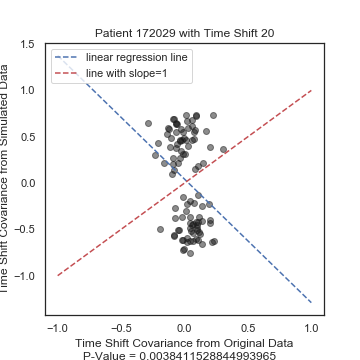 Patient 172029 with Time Shift 20
1.5
1.0
0.5
0.0
−0.5
−1.0
Time Shift Covariance from Simulated Data
linear regression line
line with slope=1
−1.0 −0.5 0.0 0.5 1.0
Time Shift Covariance from Original Data
P-Value = 0.0038411528844993965